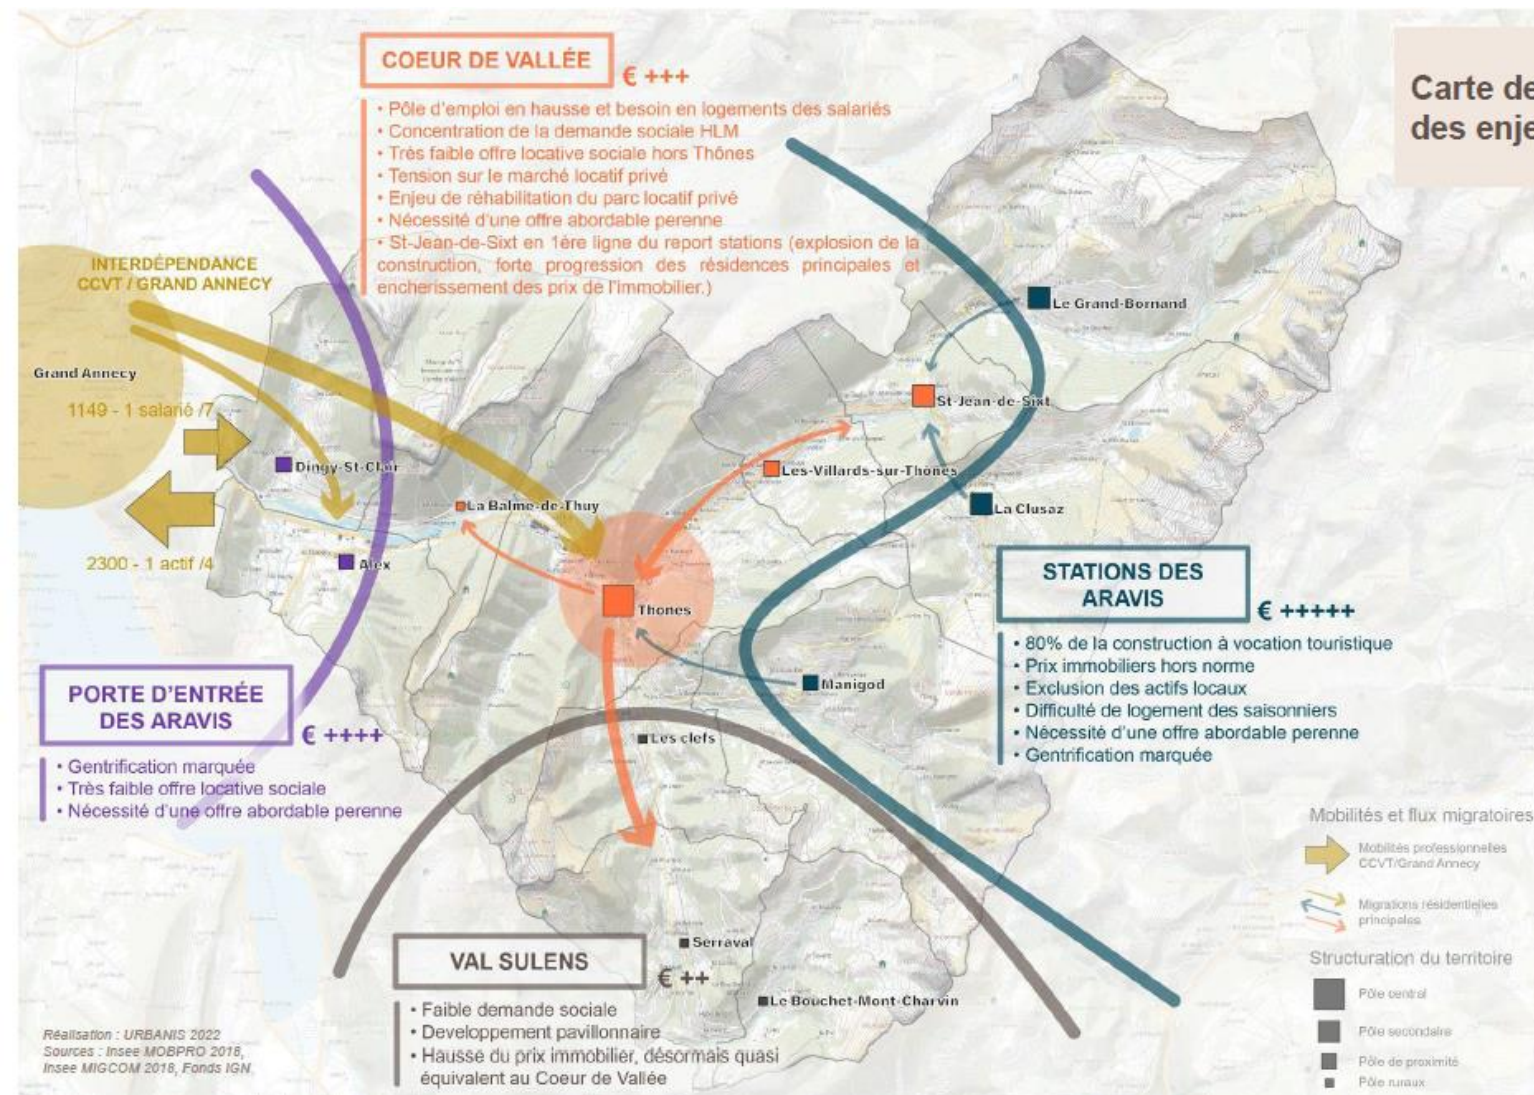 Carte de
des enje
COEUR DE VALLÉE
€ +++
• Pôle d'emploi en hausse et besoin en logements des salariés
• Concentration de la demande sociale HLM
• Très faible offre locative sociale hors Thônes
• Tension sur le marché locatif privé
• Enjeu de réhabilitation du parc locatif privé
• Nécessité d'une offre abordable perenne
• St-Jean-de-Sixt en 1ére ligne du report stations (explosion de la
construction, forte progression des résidences principales et
encherissement des prix de l'immobilier.)
INTERDÉPENDANCE
CCVT / GRAND ANNECY
Grand Annecy
1149 - 1 salarié /7
2300 - 1 actif /4
Le Grand-Bornand
St-Jean-de-Sixt
Dingy-St-Clair
Les-Villards-sur-Thônes
La Balme-de-Thuy
La Clusaz
Alex
Thones
Manigod
Les clefs
Serraval
Le Bouchet-Mont-Charvin
STATIONS DES
ARAVIS
€ +++++
• 80% de la construction à vocation touristique
• Prix immobiliers hors norme
• Exclusion des actifs locaux
• Difficulté de logement des saisonniers
• Nécessité d'une offre abordable perenne
• Gentrification marquée
PORTE D'ENTRÉE
DES ARAVIS
€ ++++
• Gentrification marquée
• Très faible offre locative sociale
• Nécessité d'une offre abordable perenne
VAL SULENS
€ ++
• Faible demande sociale
• Developpement pavillonnaire
• Hausse du prix immobilier, désormais quasi
équivalent au Coeur de Vallée
Mobilités et flux migratoires
Mobilités professionnelles
CCVT/Grand Annecy
Migrations résidentielles
principales
Structuration du territoire
Pôle central
Pôle secondaire
Pôle de proximité
Pôle ruraux
Réalisation : URBANIS 2022
Sources : Insee MOBPRO 2018,
Insee MIGCOM 2018, Fonds IGN